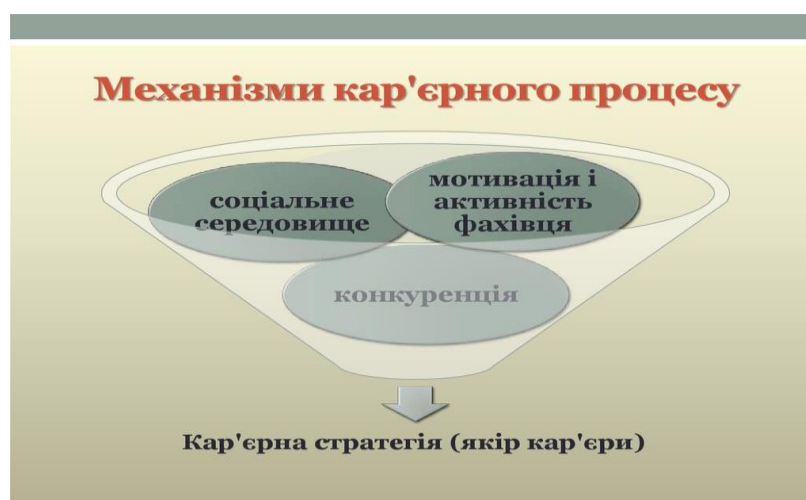 Механізми кар'єрного процесу
соціальне
середовище
мотивація і
активність
фахівця
конкуренція
Кар'єрна стратегія (якір кар'єри)